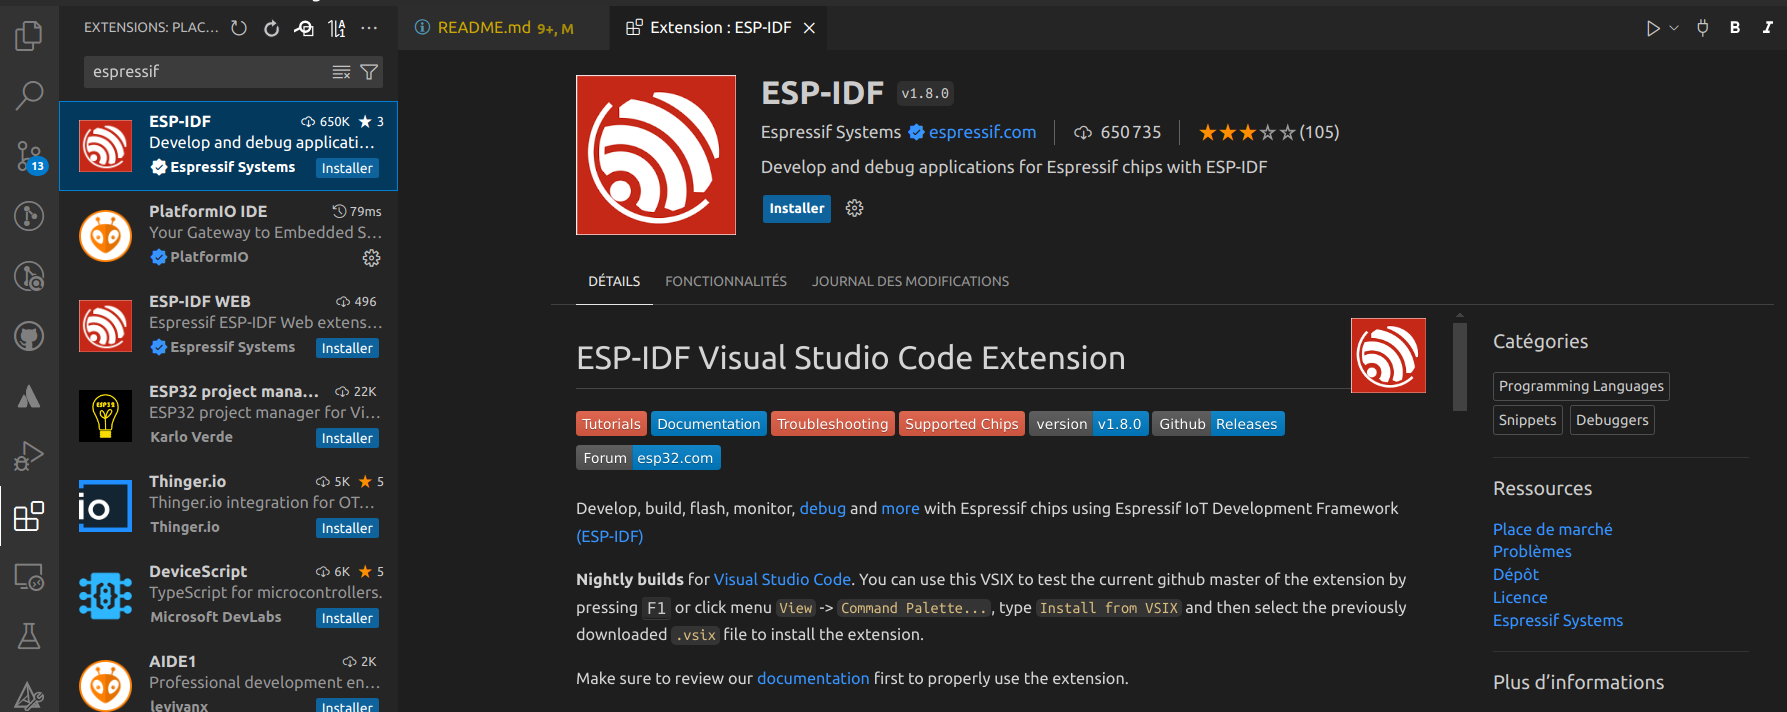 EXTENSIONS: PLAC...
espressif
ESP-IDF 650K ★ 3
Develop and debug applicati...
Espressif Systems Installer
PlatformIO IDE 79ms
Your Gateway to Embedded S...
PlatformIO
ESP-IDF WEB 496
Espressif ESP-IDF Web extens...
Espressif Systems Installer
ESP32 project mana... 22K
ESP32 project manager for Vi...
Karlo Verde Installer
Thinger.io 5K ★ 5
Thinger.io integration for OT...
Thinger.io Installer
DeviceScript 6K ★ 5
TypeScript for microcontrollers.
Microsoft DevLabs Installer
AIDE1 2K
Professional development en...
levivanx Installer
13
ESP32
io
README.md 9+, M
Extension : ESP-IDF
B I
ESP-IDF v1.8.0
Espressif Systems espressif.com 650 735 ★★★☆☆ (105)
Develop and debug applications for Espressif chips with ESP-IDF
Installer
DÉTAILS FONCTIONNALITÉS JOURNAL DES MODIFICATIONS
ESP-IDF Visual Studio Code Extension
Tutorials Documentation Troubleshooting Supported Chips version v1.8.0 Github Releases
Forum esp32.com
Develop, build, flash, monitor, debug and more with Espressif chips using Espressif IoT Development Framework
(ESP-IDF)
Nightly builds for Visual Studio Code. You can use this VSIX to test the current github master of the extension by
pressing F1 or click menu View -> Command Palette..., type Install from VSIX and then select the previously
downloaded .vsix file to install the extension.
Make sure to review our documentation first to properly use the extension.
Catégories
Programming Languages
Snippets Debuggers
Ressources
Place de marché
Problèmes
Dépôt
Licence
Espressif Systems
Plus d’informations